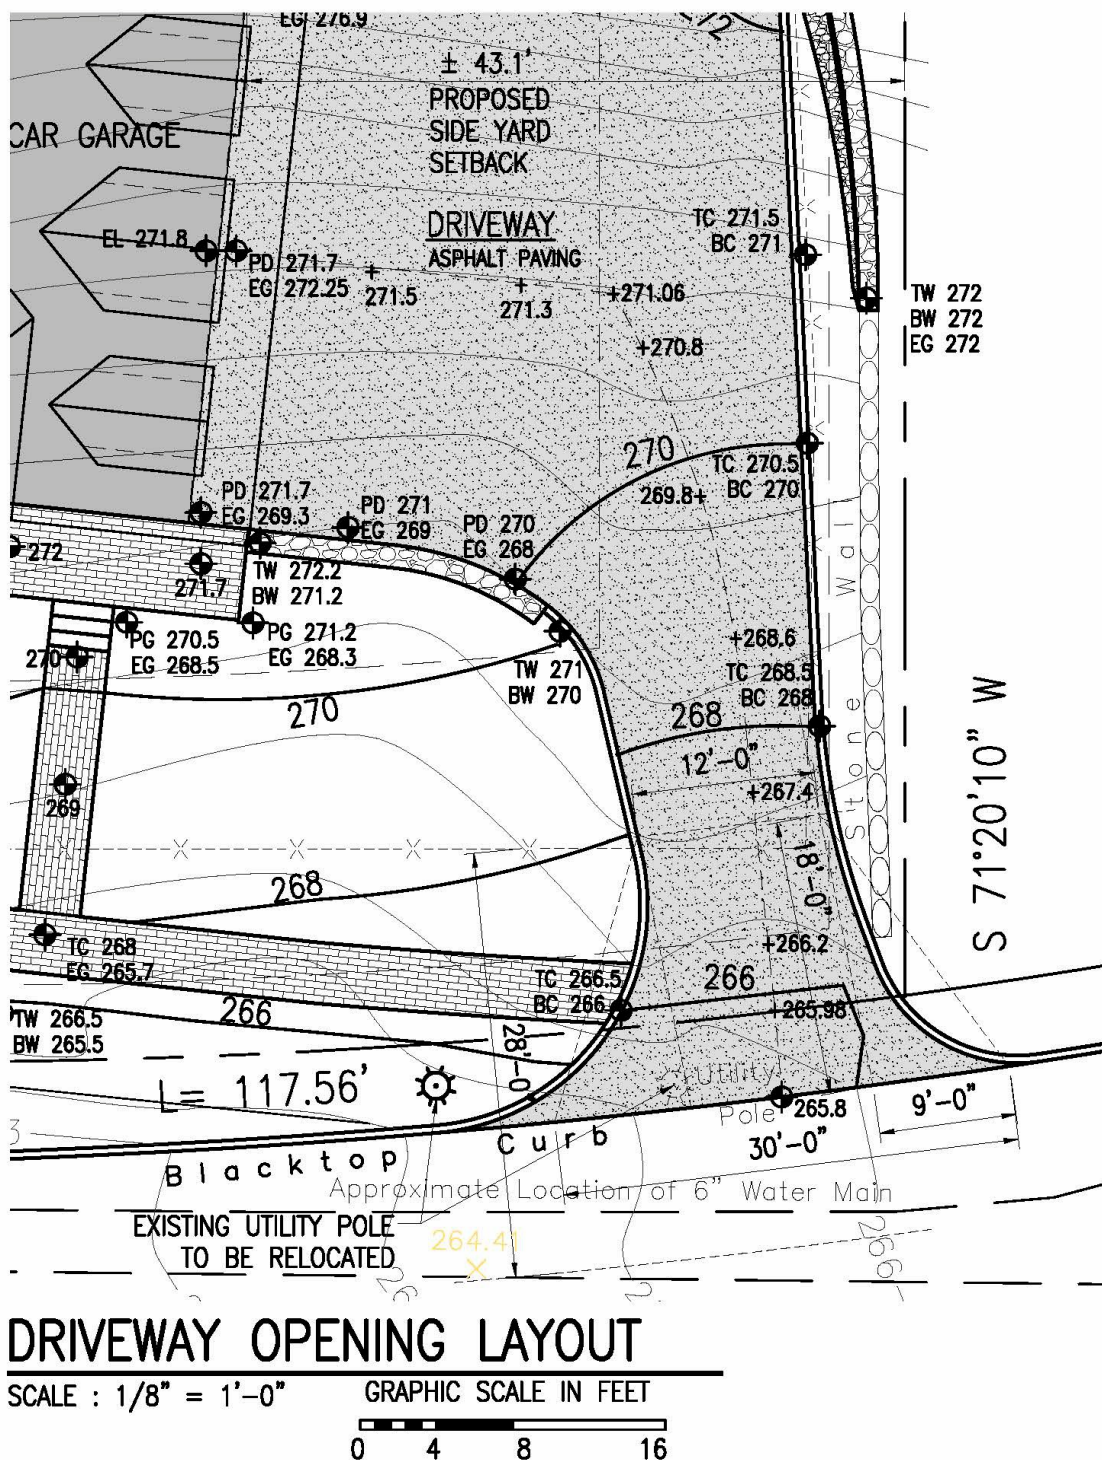 EG 276.9
± 43.1'
PROPOSED
SIDE YARD
SETBACK
CAR GARAGE
DRIVEWAY
ASPHALT PAVING
EL 271.8
PD 271.7
EG 272.25
+
271.5
+
271.3
+271.06
+270.8
TC 271.5
BC 271
TW 272
BW 272
EG 272
270
TC 270.5
BC 270
269.8+
PD 271.7
EG 269.3
PD 271
EG 269
PD 270
EG 268
272
271.7
TW 272.2
BW 271.2
PG 270.5
EG 268.5
PG 271.2
EG 268.3
270
TW 271
BW 270
+268.6
TC 268.5
BC 268
270
268
12'-0"
+267.4
Stone Wall
S 71°20'10" W
269
268
18'-0"
+266.2
TC 268
EG 265.7
TC 266.5
BC 266
266
+265.98
TW 266.5
BW 265.5
266
28'-0"
L= 117.56'
Utility
Pole
265.8
9'-0"
30'-0"
Blacktop Curb
Approximate Location of 6" Water Main
EXISTING UTILITY POLE
TO BE RELOCATED
264.41
266
DRIVEWAY OPENING LAYOUT
SCALE : 1/8" = 1'-0"
GRAPHIC SCALE IN FEET
0 4 8 16